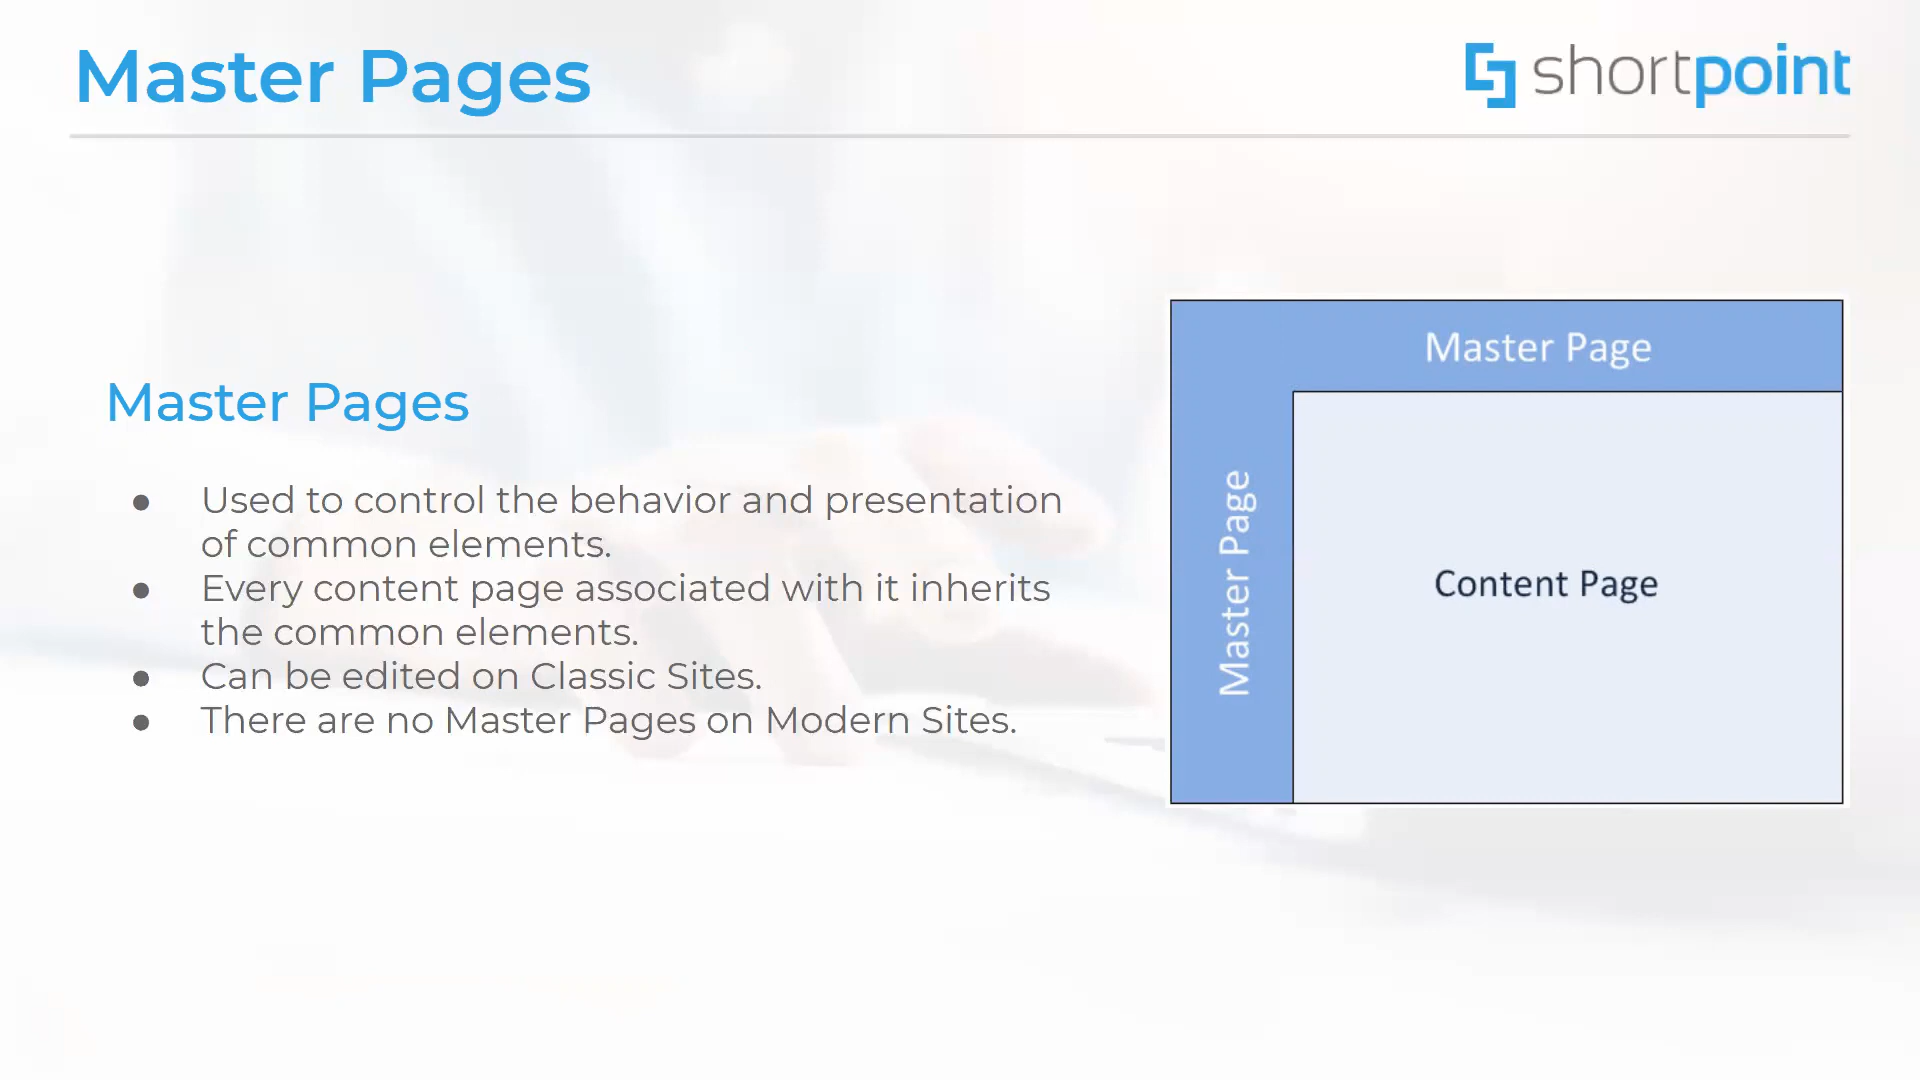 Master Pages
shortpoint
Master Pages
● Used to control the behavior and presentation
of common elements.
● Every content page associated with it inherits
the common elements.
● Can be edited on Classic Sites.
● There are no Master Pages on Modern Sites.
Master Page
Master Page
Content Page